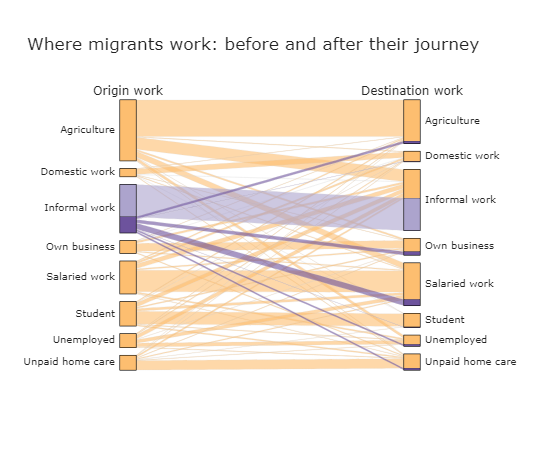 Where migrants work: before and after their journey
Origin work
Destination work
Agriculture
Domestic work
Informal work
Own business
Salaried work
Student
Unemployed
Unpaid home care
Agriculture
Domestic work
Informal work
Own business
Salaried work
Student
Unemployed
Unpaid home care